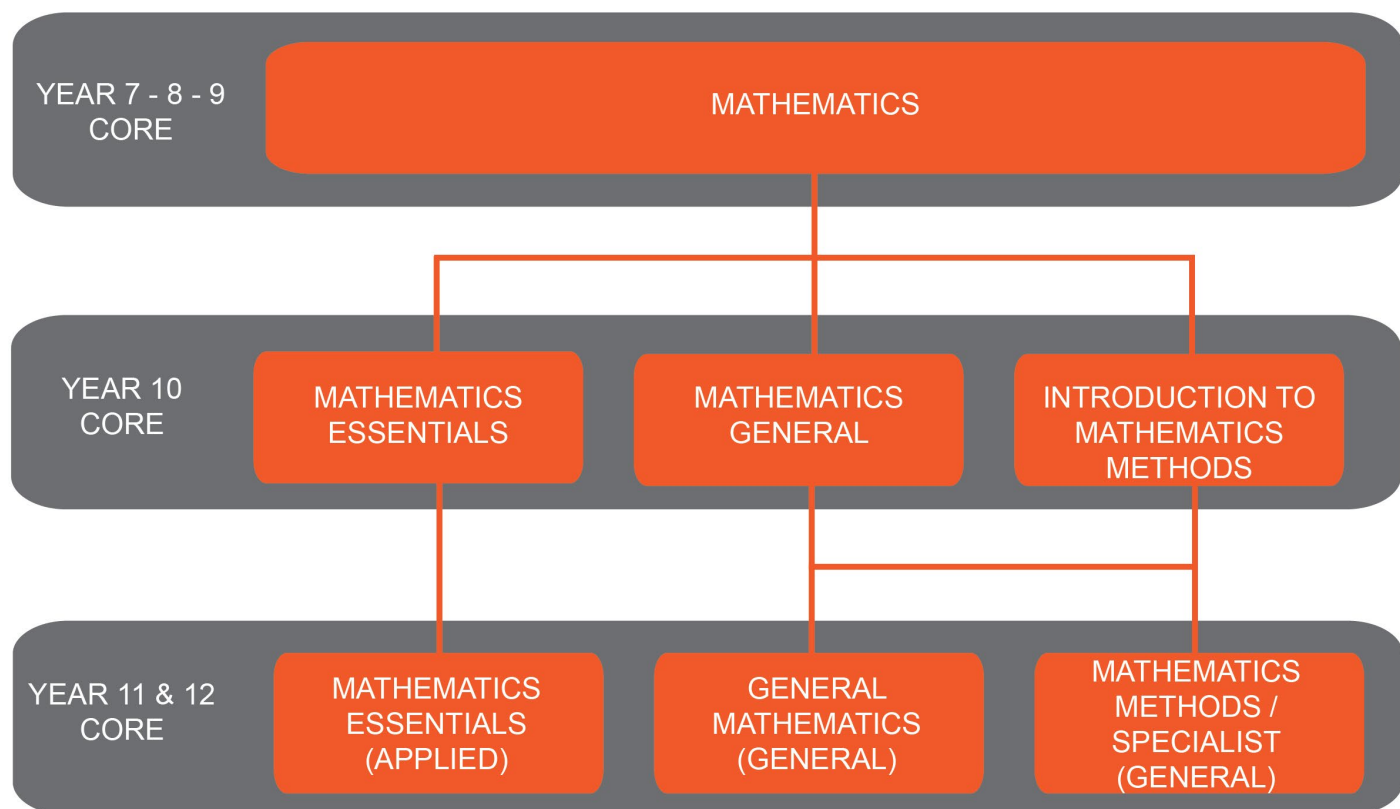 YEAR 7 - 8 - 9
CORE
MATHEMATICS
YEAR 10
CORE
MATHEMATICS
ESSENTIALS
MATHEMATICS
GENERAL
INTRODUCTION TO
MATHEMATICS
METHODS
YEAR 11 & 12
CORE
MATHEMATICS
ESSENTIALS
(APPLIED)
GENERAL
MATHEMATICS
(GENERAL)
MATHEMATICS
METHODS /
SPECIALIST
(GENERAL)